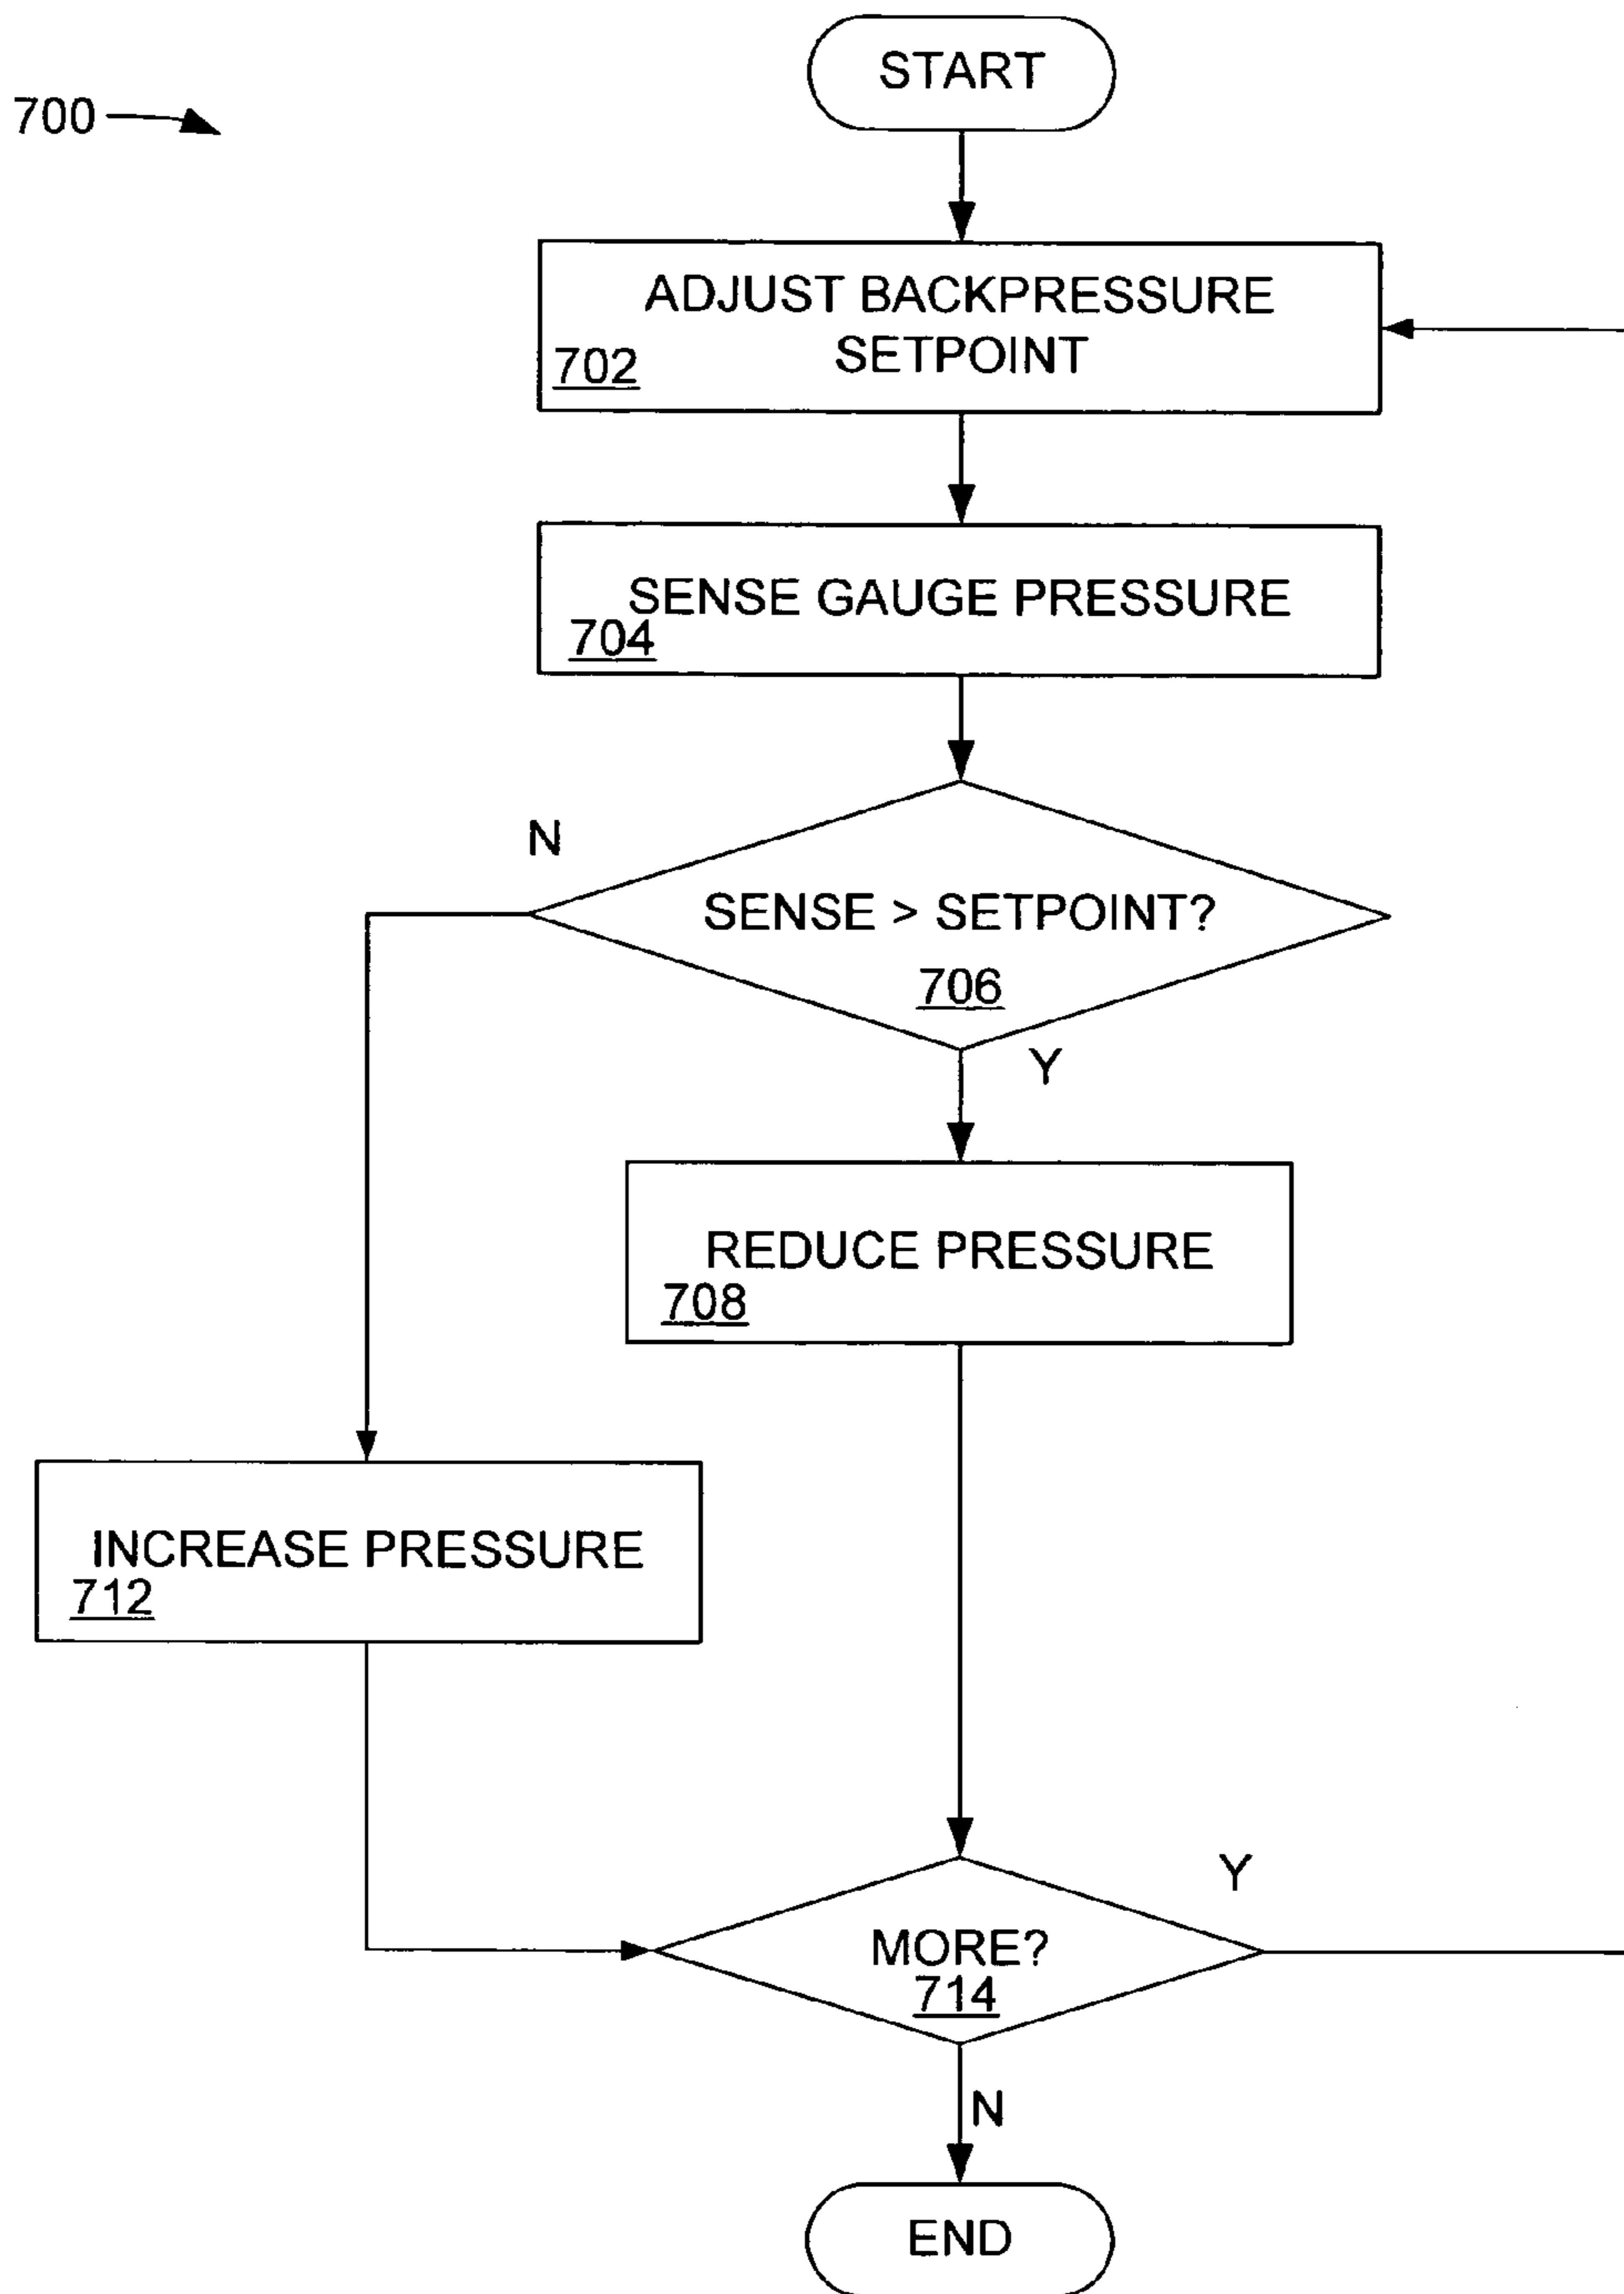 START
700
ADJUST BACKPRESSURE
SETPOINT
702
SENSE GAUGE PRESSURE
704
N
SENSE > SETPOINT?
706
Y
REDUCE PRESSURE
708
INCREASE PRESSURE
712
Y
MORE?
714
N
END